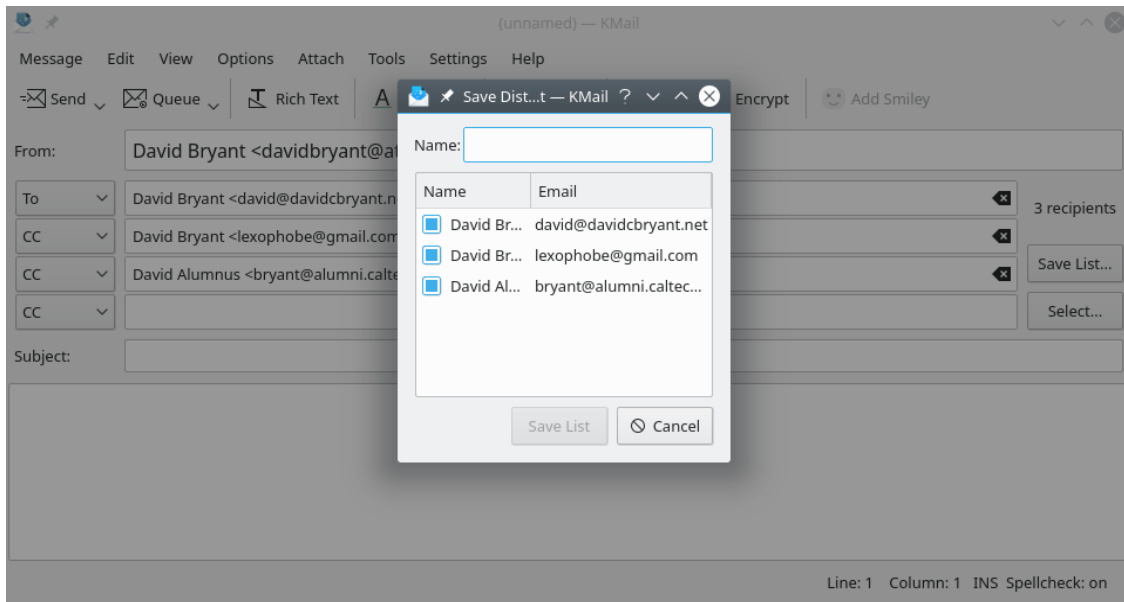 (unnamed) — KMail
Message Edit View Options Attach Tools Settings Help
Send Queue Rich Text A Encrypt Add Smiley
Save Dist...t — KMail ?
From: David Bryant <davidbryant@a
To David Bryant <david@davidcbryant.n
CC David Bryant <lexophobe@gmail.com
CC David Alumnus <bryant@alumni.calte
CC
3 recipients
Save List...
Select...
Subject:
Name:
Name Email
David Br... david@davidcbryant.net
David Br... lexophobe@gmail.com
David Al... bryant@alumni.caltec...
Save List Cancel
Line: 1 Column: 1 INS Spellcheck: on